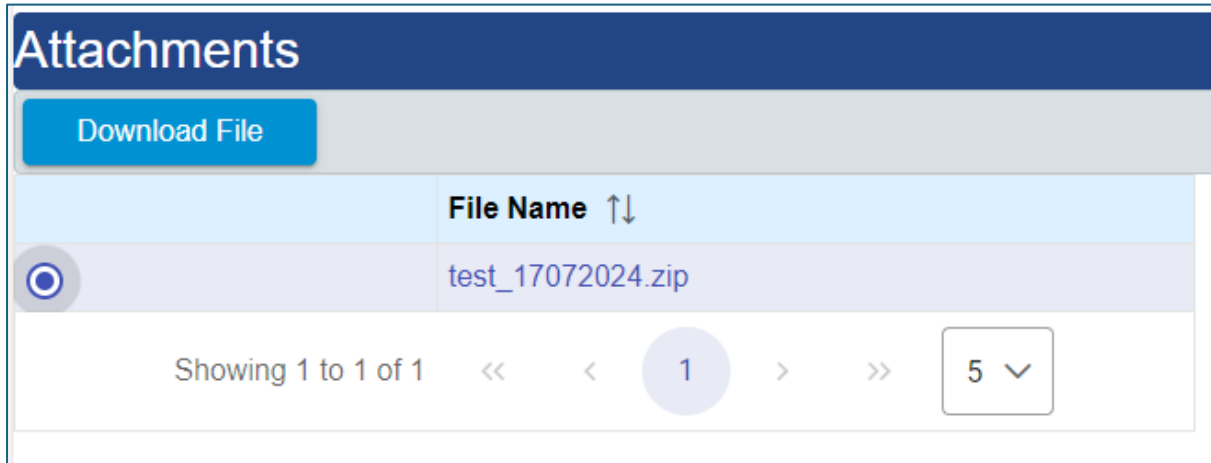 Attachments
Download File
File Name ↑↓
test_17072024.zip
Showing 1 to 1 of 1 << < 1 > >> 5